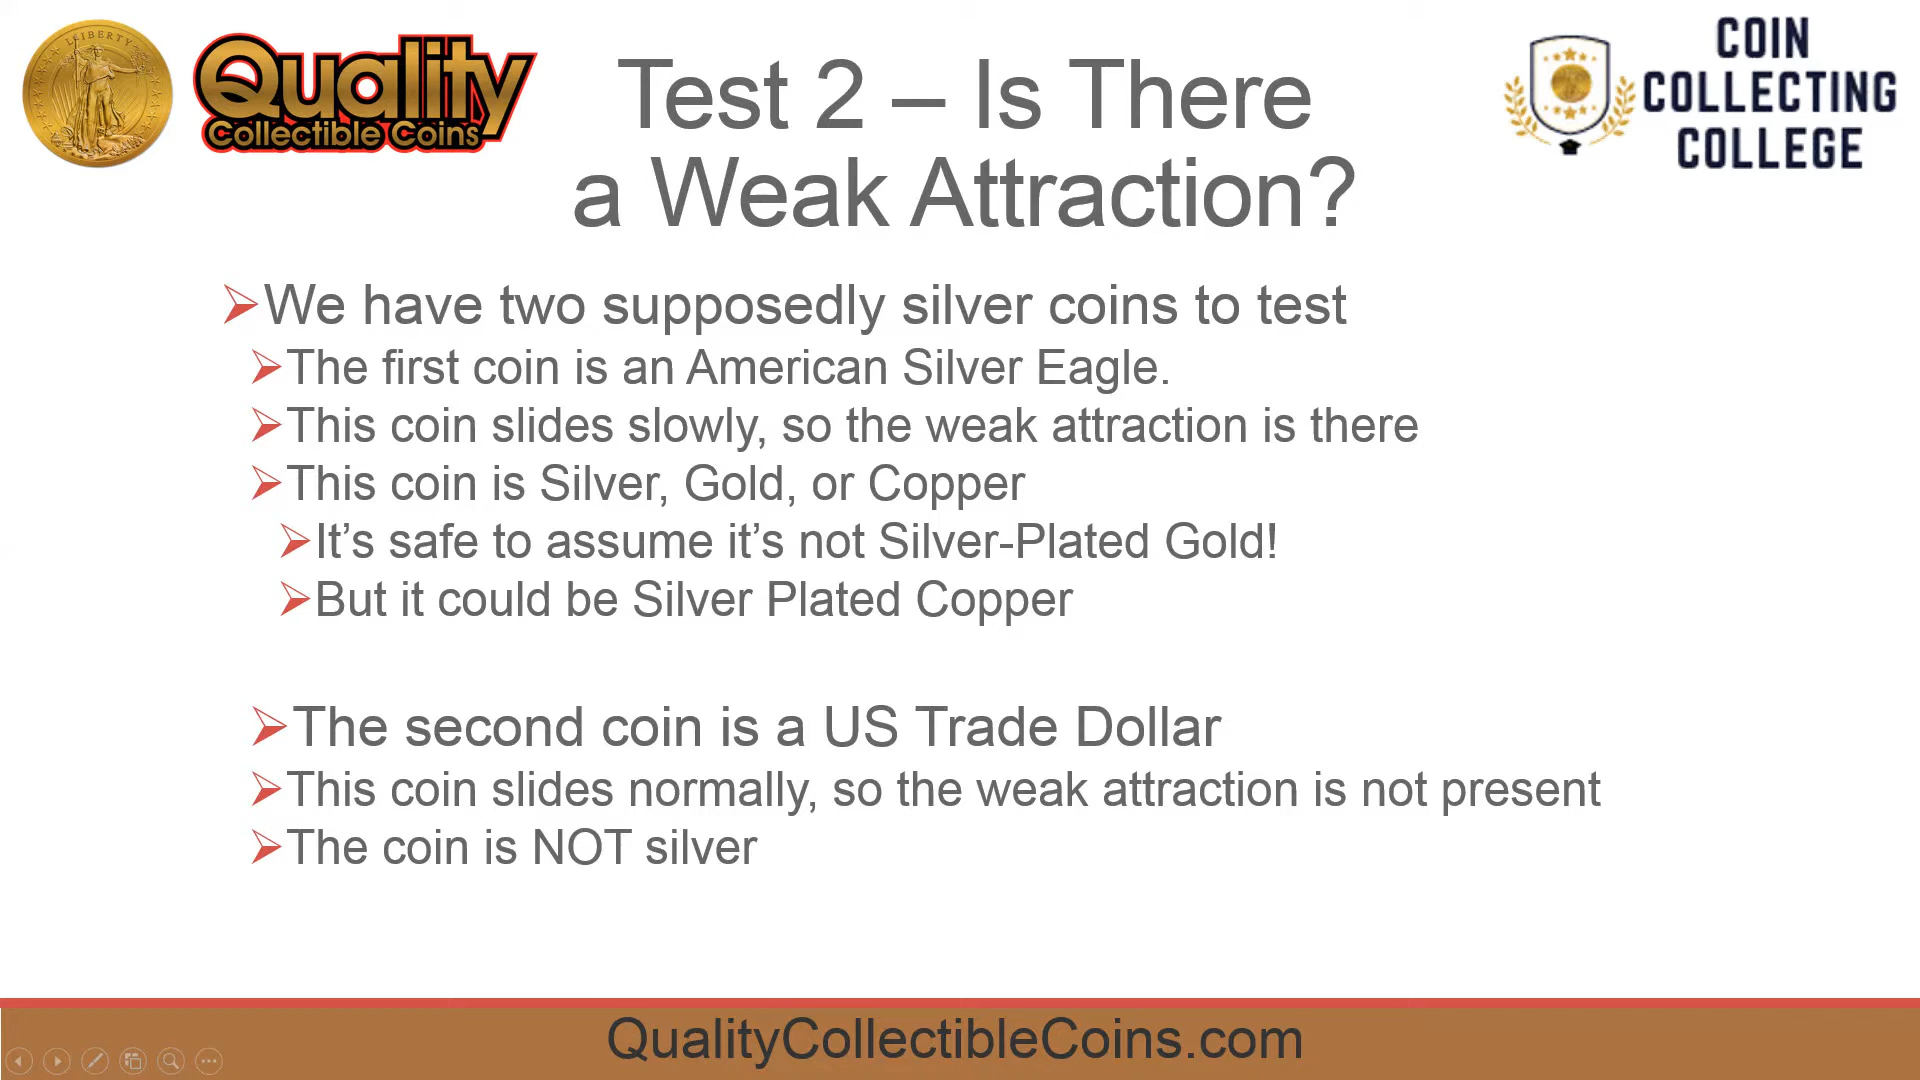 LIBERTY
Quality
Collectible Coins
Test 2 – Is There
a Weak Attraction?
COIN
COLLECTING
COLLEGE
We have two supposedly silver coins to test
The first coin is an American Silver Eagle.
This coin slides slowly, so the weak attraction is there
This coin is Silver, Gold, or Copper
It’s safe to assume it’s not Silver-Plated Gold!
But it could be Silver Plated Copper
The second coin is a US Trade Dollar
This coin slides normally, so the weak attraction is not present
The coin is NOT silver
QualityCollectibleCoins.com